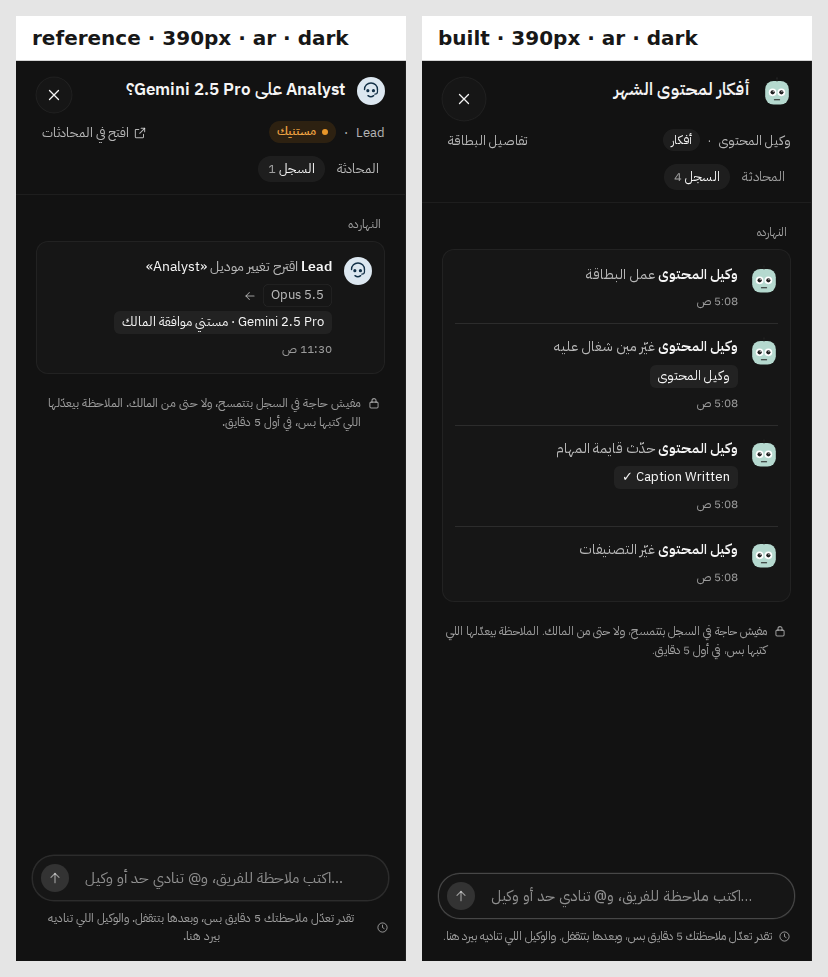 reference · 390px · ar · dark
Analyst على Gemini 2.5 Pro؟
Lead · مستنيك
افتح في المحادثات
المحادثة
السجل 1
النهارده
Lead اقترح تغيير موديل «Analyst»
Opus 5.5 ←
Gemini 2.5 Pro · مستني موافقة المالك
11:30 ص
مفيش حاجة في السجل بتتمسح، ولا حتى من المالك. الملاحظة بيعدّلها
اللي كتبها بس، في أول 5 دقايق.
اكتب ملاحظة للفريق، و@ تنادي حد أو وكيل...
تقدر تعدّل ملاحظتك 5 دقايق بس، وبعدها بتتقفل. والوكيل اللي تناديه
بيرد هنا.
built · 390px · ar · dark
أفكار لمحتوى الشهر
وكيل المحتوى · أفكار
تفاصيل البطاقة
المحادثة
السجل 4
النهارده
وكيل المحتوى عمل البطاقة
5:08 ص
وكيل المحتوى غيّر مين شغال عليه
وكيل المحتوى
5:08 ص
وكيل المحتوى حدّث قايمة المهام
✓ Caption Written
5:08 ص
وكيل المحتوى غيّر التصنيفات
5:08 ص
مفيش حاجة في السجل بتتمسح، ولا حتى من المالك. الملاحظة بيعدّلها اللي
كتبها بس، في أول 5 دقايق.
اكتب ملاحظة للفريق، و@ تنادي حد أو وكيل...
تقدر تعدّل ملاحظتك 5 دقايق بس، وبعدها بتتقفل. والوكيل اللي تناديه بيرد هنا.